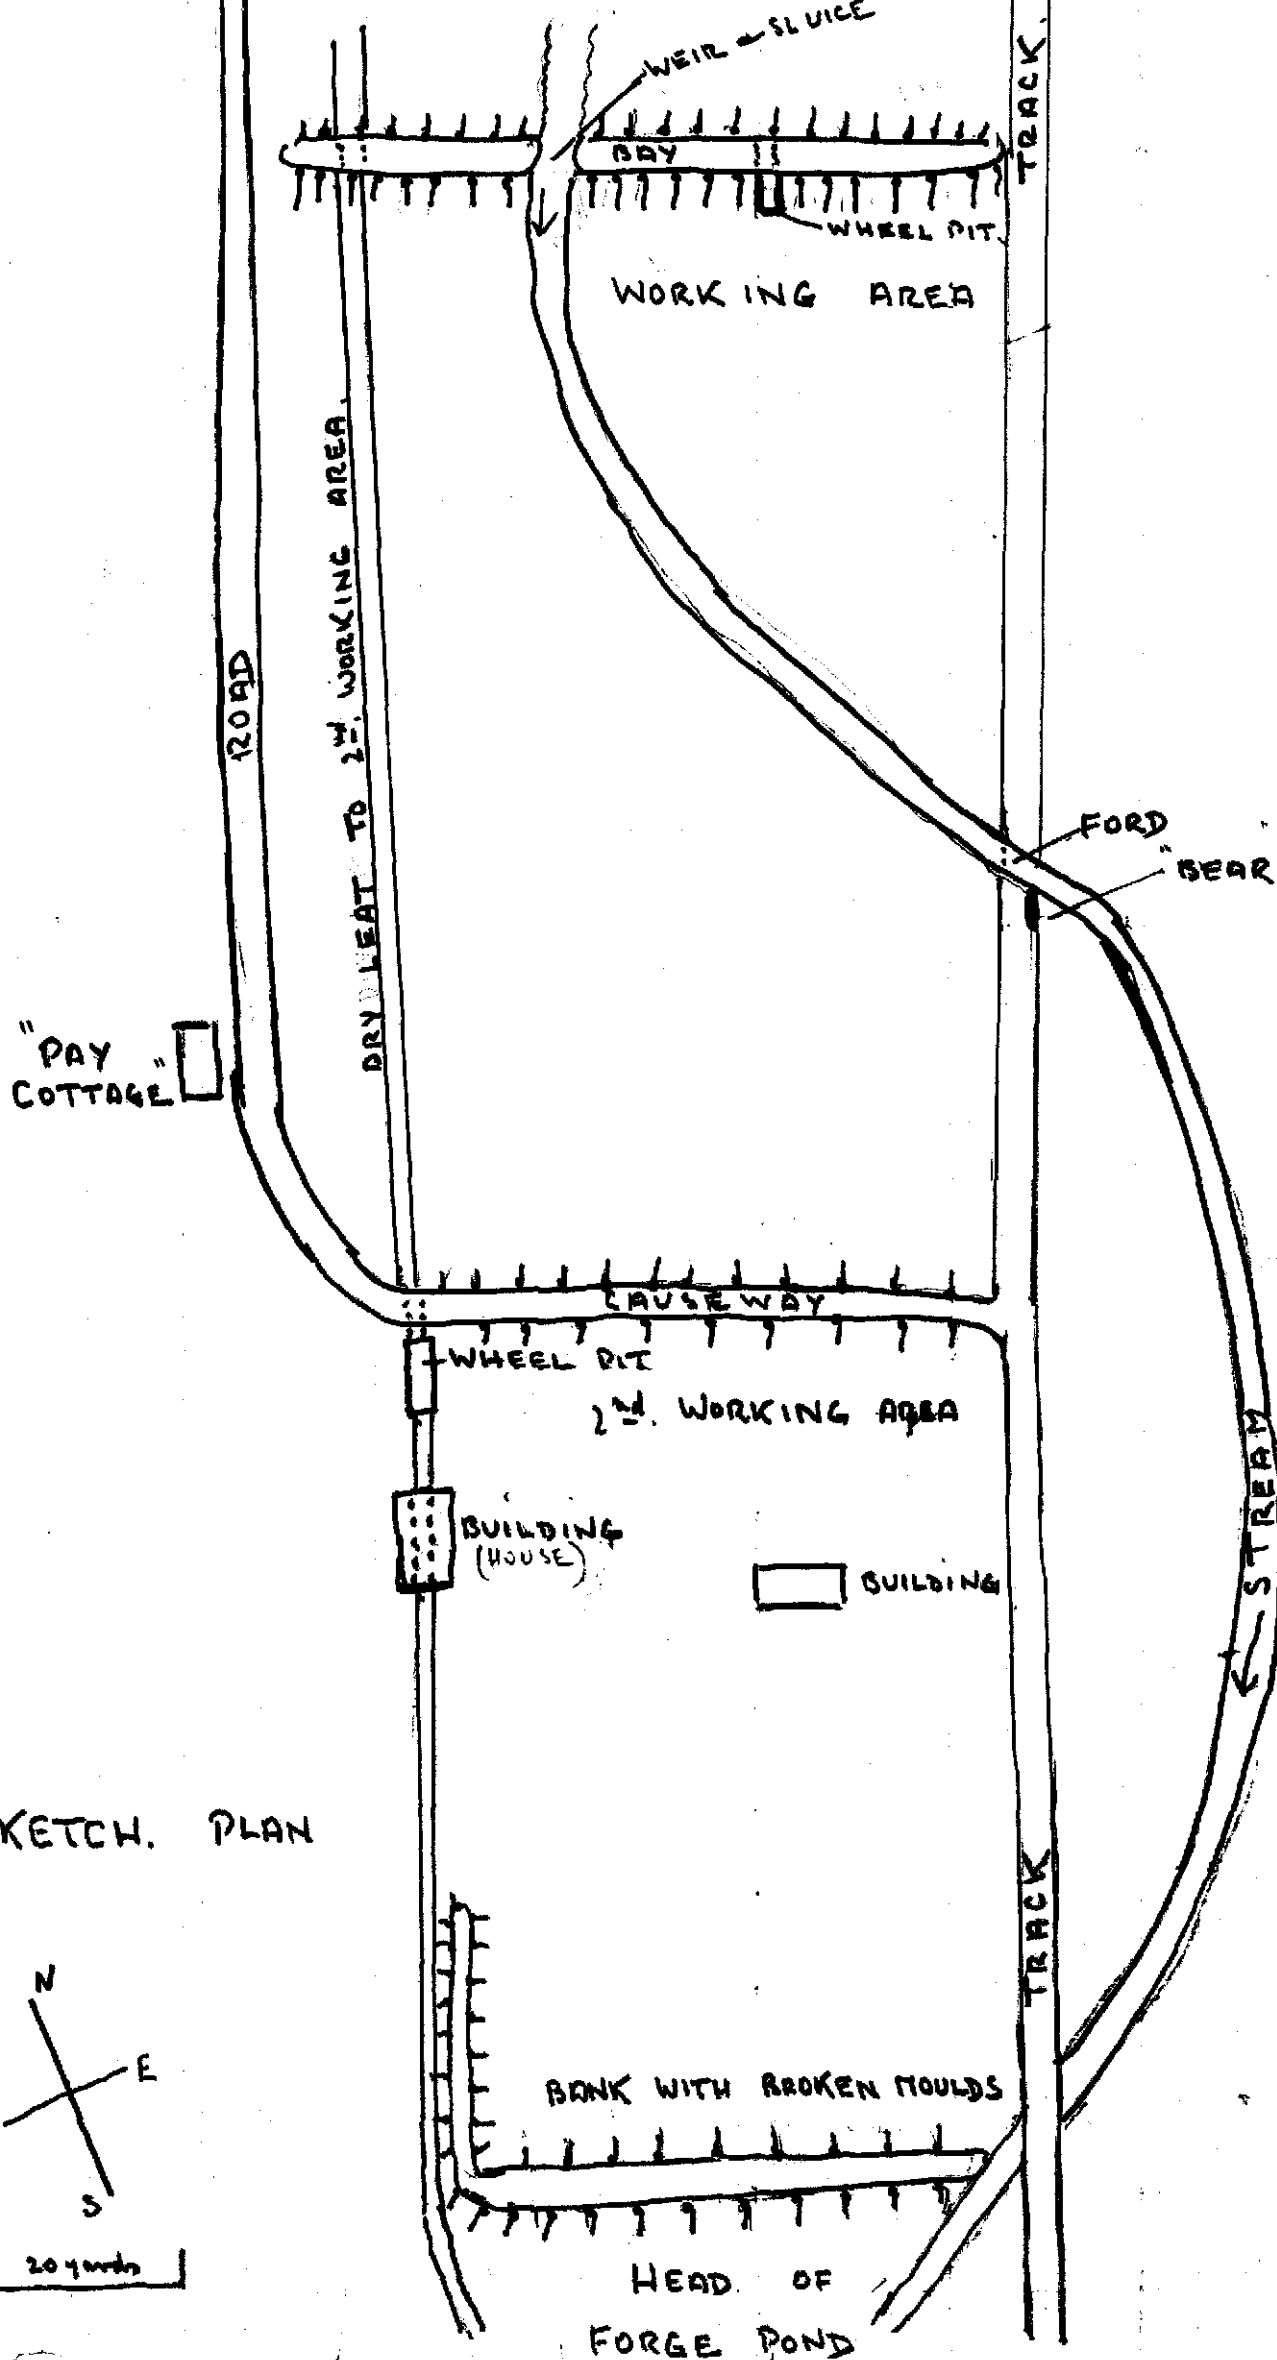 WEIR & SLUICE
TRACK.
BAY
WHEEL PIT.
WORKING AREA
DRY LEAT TO 2nd. WORKING AREA.
ROAD
FORD
"BEAR
"PAY
COTTAGE"
CAUSEWAY
WHEEL PIT
2nd. WORKING AREA
STREAM
BUILDING
(HOUSE)
BUILDING
KETCH. PLAN
TRACK
N
E
S
BANK WITH BROKEN MOULDS
20 yards
HEAD OF
FORGE POND